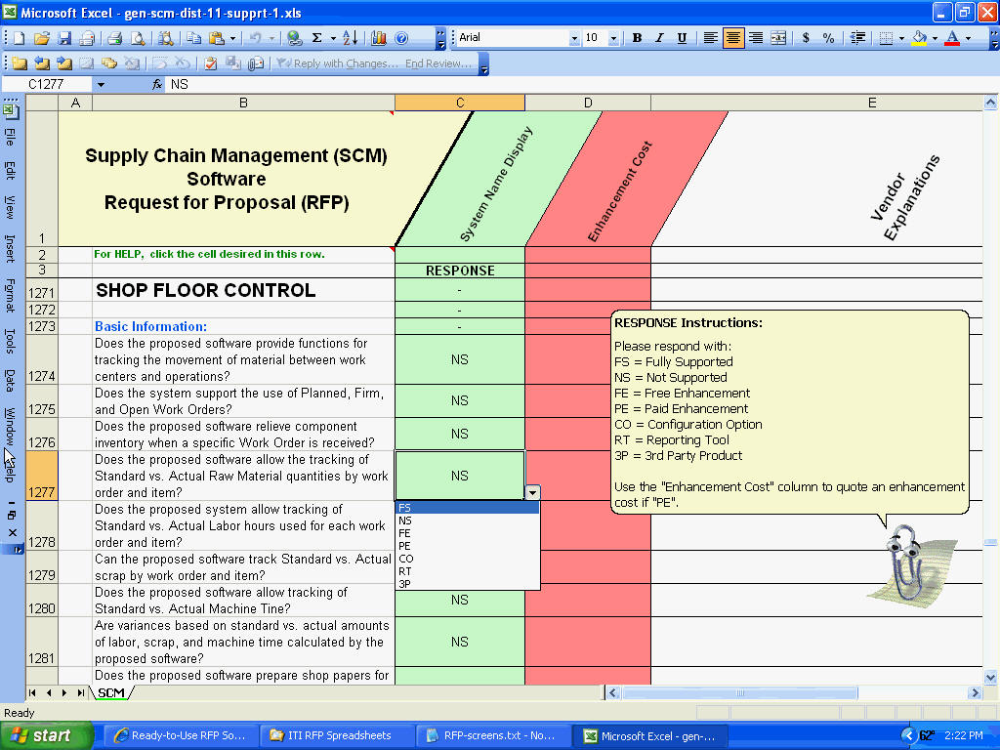 Microsoft Excel - gen-scm-dist-11-supprt-1.xls
Arial 10 B I U $ %
Reply with Changes... End Review...
C1277 fx NS
A B C D E
File
Edit
View
Insert
Format
Tools
Data
Window
Help
1
Supply Chain Management (SCM)
Software
Request for Proposal (RFP)
System Name Display
Enhancement Cost
Vendor
Explanations
2 For HELP, click the cell desired in this row.
3 RESPONSE
1271 SHOP FLOOR CONTROL -
1272 -
1273 Basic Information: -
Does the proposed software provide functions for
tracking the movement of material between work
centers and operations?
1274 NS
Does the system support the use of Planned, Firm,
and Open Work Orders?
1275 NS
Does the proposed software relieve component
inventory when a specific Work Order is received?
1276 NS
Does the proposed software allow the tracking of
Standard vs. Actual Raw Material quantities by work
order and item?
1277 NS
Does the proposed system allow tracking of
Standard vs. Actual Labor hours used for each work
order and item?
1278
Can the proposed software track Standard vs. Actual
scrap by work order and item?
1279
Does the proposed software allow tracking of
Standard vs. Actual Machine Tine?
1280 NS
Are variances based on standard vs. actual amounts
of labor, scrap, and machine time calculated by the
proposed software?
1281 NS
Does the proposed software prepare shop papers for
FS
NS
FE
PE
CO
RT
3P
RESPONSE Instructions:
Please respond with:
FS = Fully Supported
NS = Not Supported
FE = Free Enhancement
PE = Paid Enhancement
CO = Configuration Option
RT = Reporting Tool
3P = 3rd Party Product
Use the "Enhancement Cost" column to quote an enhancement
cost if "PE".
SCM
Ready
start
Ready-to-Use RFP So...
ITI RFP Spreadsheets
RFP-screens.txt - No...
Microsoft Excel - gen-...
62°
2:22 PM